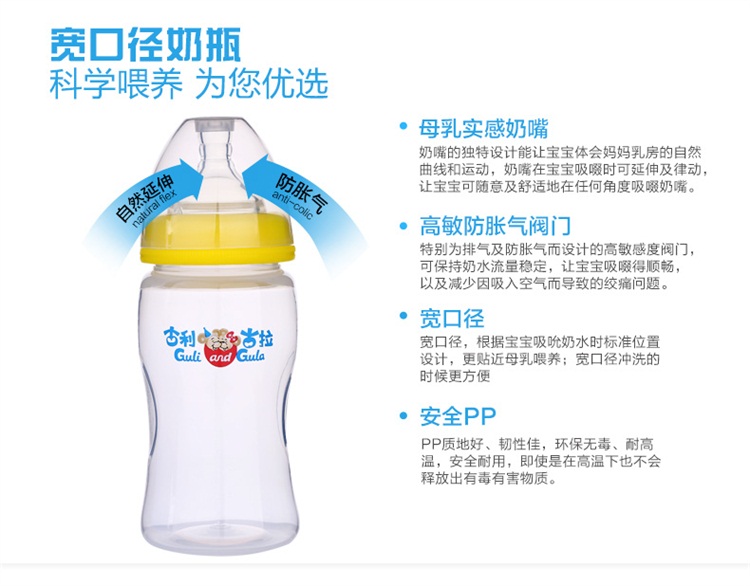 宽口径奶瓶
科学喂养 为您优选
自然延伸
natural flex
防胀气
anti-colic
古利 古拉
Guli and Gula
• 母乳实感奶嘴
奶嘴的独特设计能让宝宝体会妈妈乳房的自然
曲线和运动，奶嘴在宝宝吸啜时可延伸及律动，
让宝宝可随意及舒适地在任何角度吸啜奶嘴。
• 高敏防胀气阀门
特别为排气及防胀气而设计的高敏感度阀门，
可保持奶水流量稳定，让宝宝吸啜得顺畅，
以及减少因吸入空气而导致的绞痛问题。
• 宽口径
宽口径，根据宝宝吸吮奶水时标准位置
设计，更贴近母乳喂养；宽口径冲洗的
时候更方便
• 安全PP
PP质地好、韧性佳，环保无毒、耐高
温，安全耐用，即使是在高温下也不会
释放出有毒有害物质。